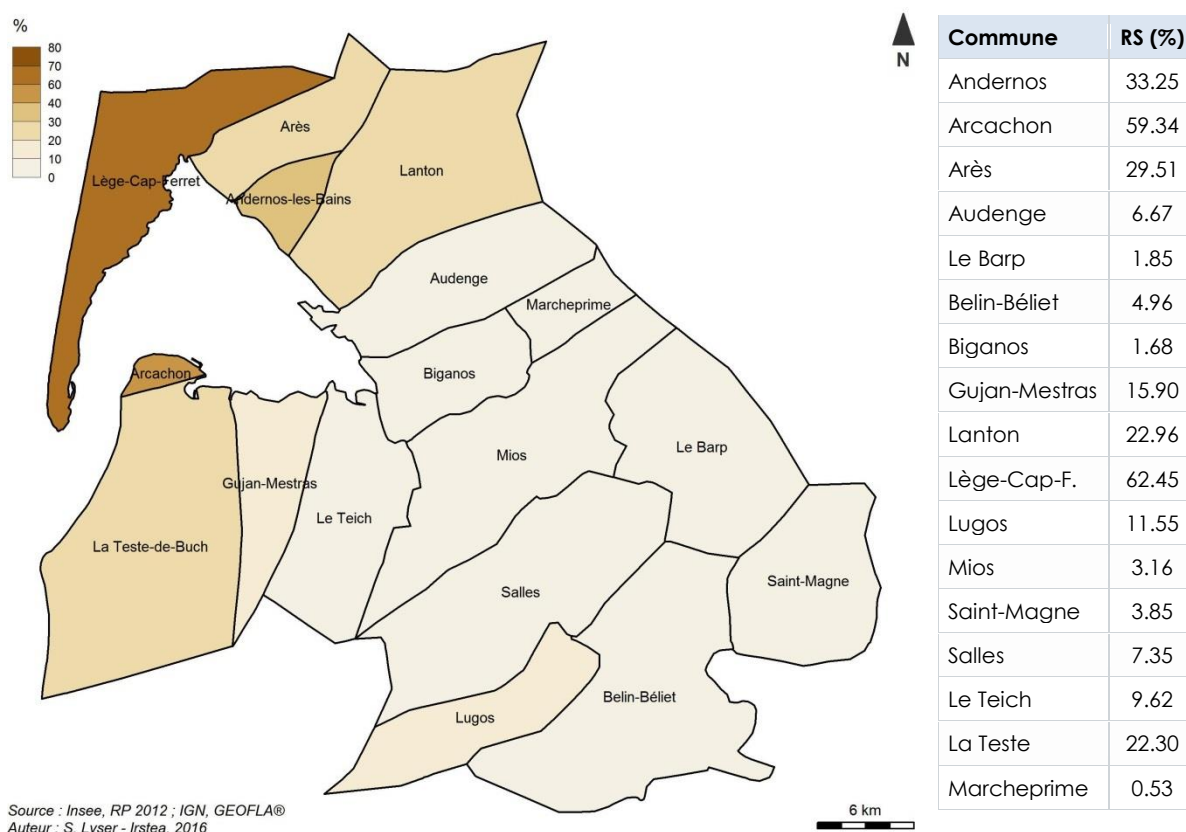 %
80
70
60
40
30
20
10
0
N
Arès
Lège-Cap-Ferret
Lanton
Andernos-les-Bains
Audenge
Marcheprime
Arcachon
Biganos
Le Barp
Mios
Gujan-Mestras
Le Teich
La Teste-de-Buch
Saint-Magne
Salles
Belin-Béliet
Lugos
Source : Insee, RP 2012 ; IGN, GEOFLA®
Auteur : S. Lyser - Irstea, 2016
6 km
Commune RS (%)
Andernos 33.25
Arcachon 59.34
Arès 29.51
Audenge 6.67
Le Barp 1.85
Belin-Béliet 4.96
Biganos 1.68
Gujan-Mestras 15.90
Lanton 22.96
Lège-Cap-F. 62.45
Lugos 11.55
Mios 3.16
Saint-Magne 3.85
Salles 7.35
Le Teich 9.62
La Teste 22.30
Marcheprime 0.53